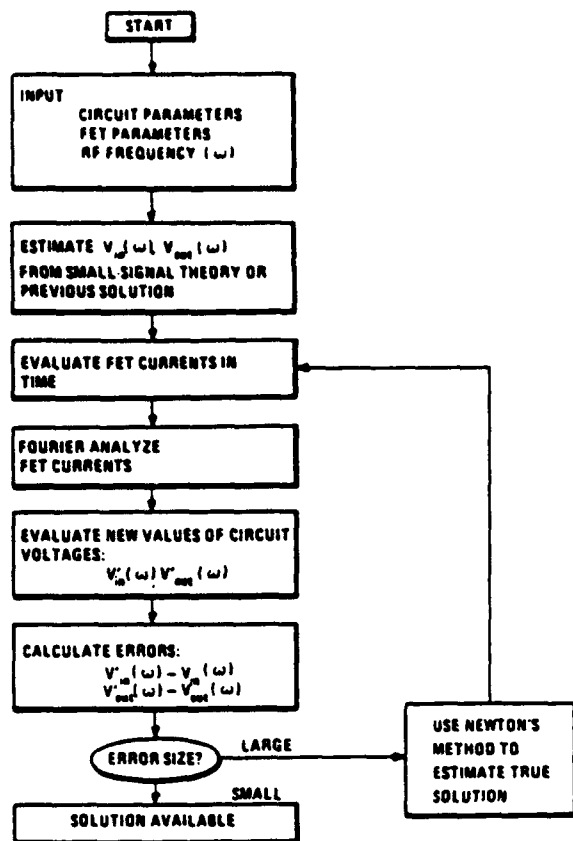 START
INPUT
CIRCUIT PARAMETERS
FET PARAMETERS
RF FREQUENCY (ω)
ESTIMATE V_in(ω), V_out(ω)
FROM SMALL-SIGNAL THEORY OR
PREVIOUS SOLUTION
EVALUATE FET CURRENTS IN
TIME
FOURIER ANALYZE
FET CURRENTS
EVALUATE NEW VALUES OF CIRCUIT
VOLTAGES:
V'_in(ω), V'_out(ω)
CALCULATE ERRORS:
V'_in(ω) – V_in(ω)
V'_out(ω) – V_out(ω)
ERROR SIZE?
LARGE
USE NEWTON'S
METHOD TO
ESTIMATE TRUE
SOLUTION
SMALL
SOLUTION AVAILABLE